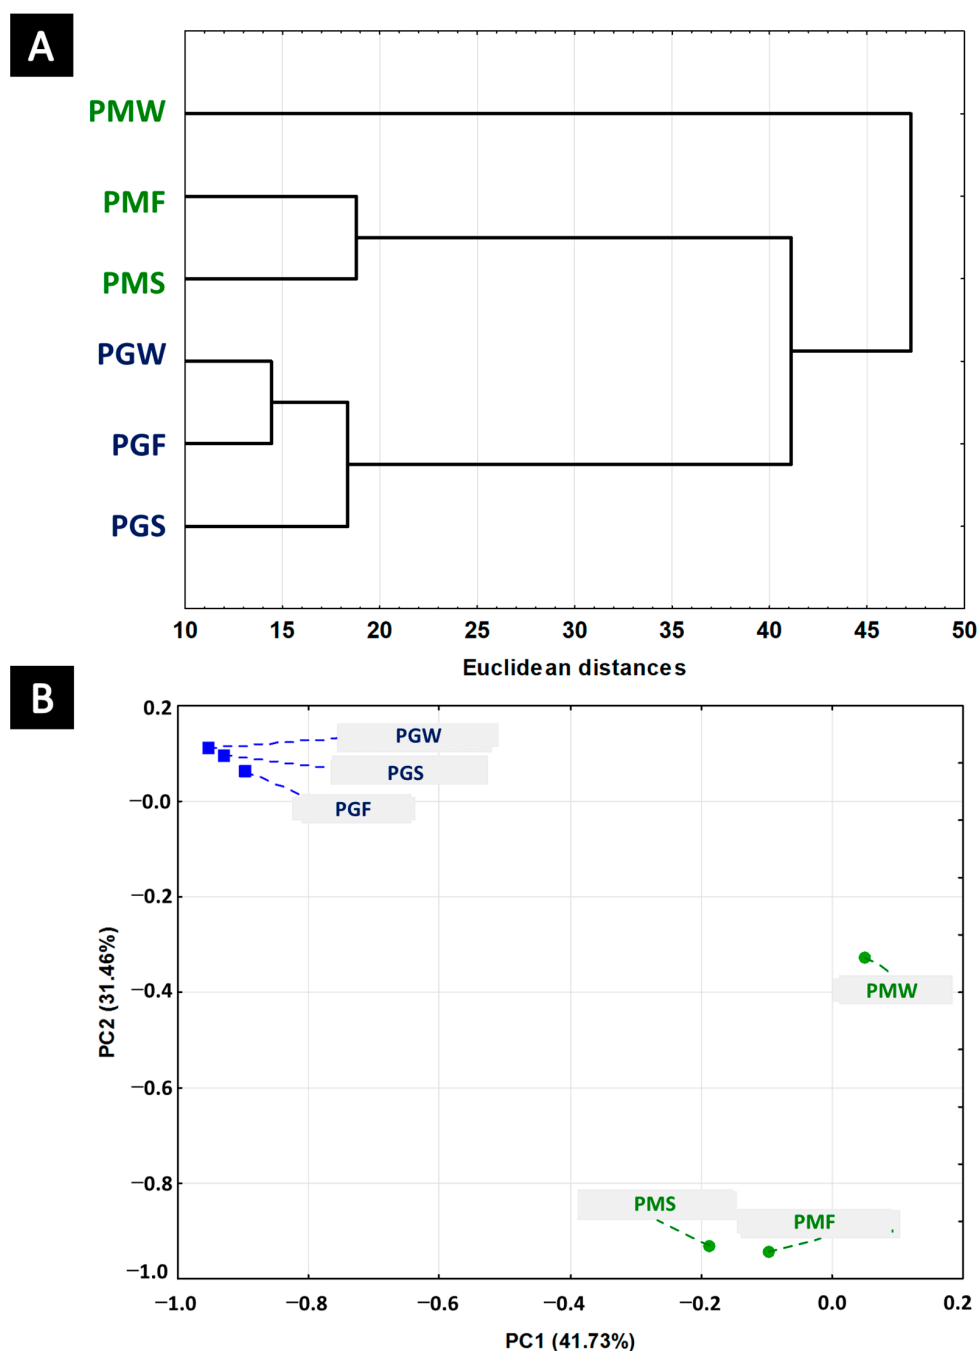 A
PMW
PMF
PMS
PGW
PGF
PGS
10 15 20 25 30 35 40 45 50
Euclidean distances
B
0.2
−0.0
−0.2
−0.4
−0.6
−0.8
−1.0
PC2 (31.46%)
PGW
PGS
PGF
PMW
PMS
PMF
−1.0 −0.8 −0.6 −0.4 −0.2 0.0 0.2
PC1 (41.73%)